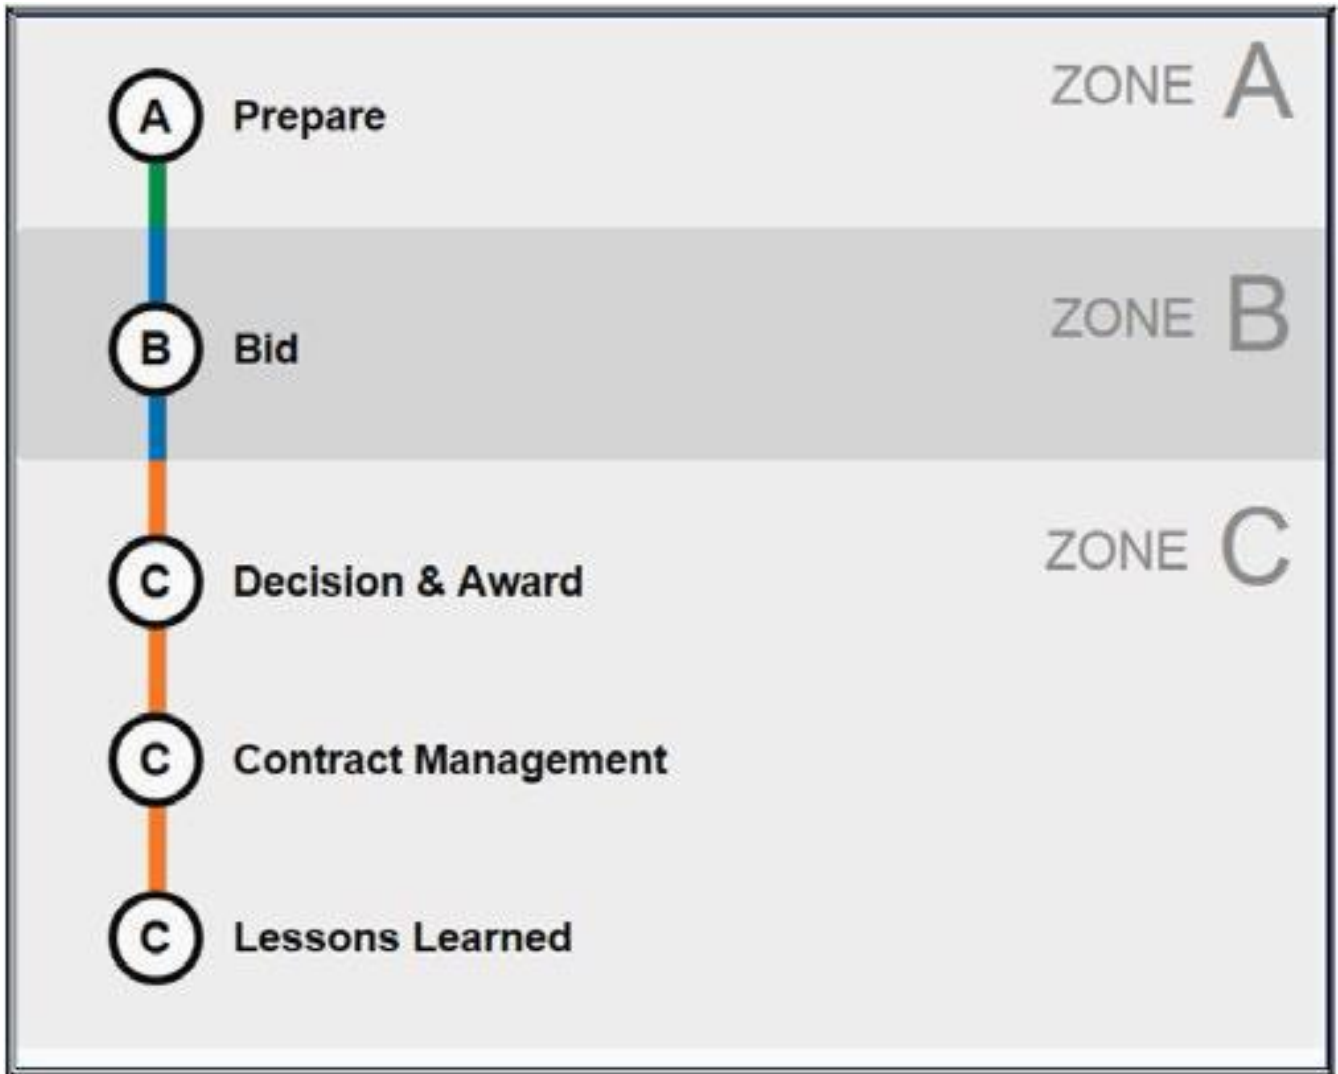 ZONE A
A Prepare
ZONE B
B Bid
ZONE C
C Decision & Award
C Contract Management
C Lessons Learned